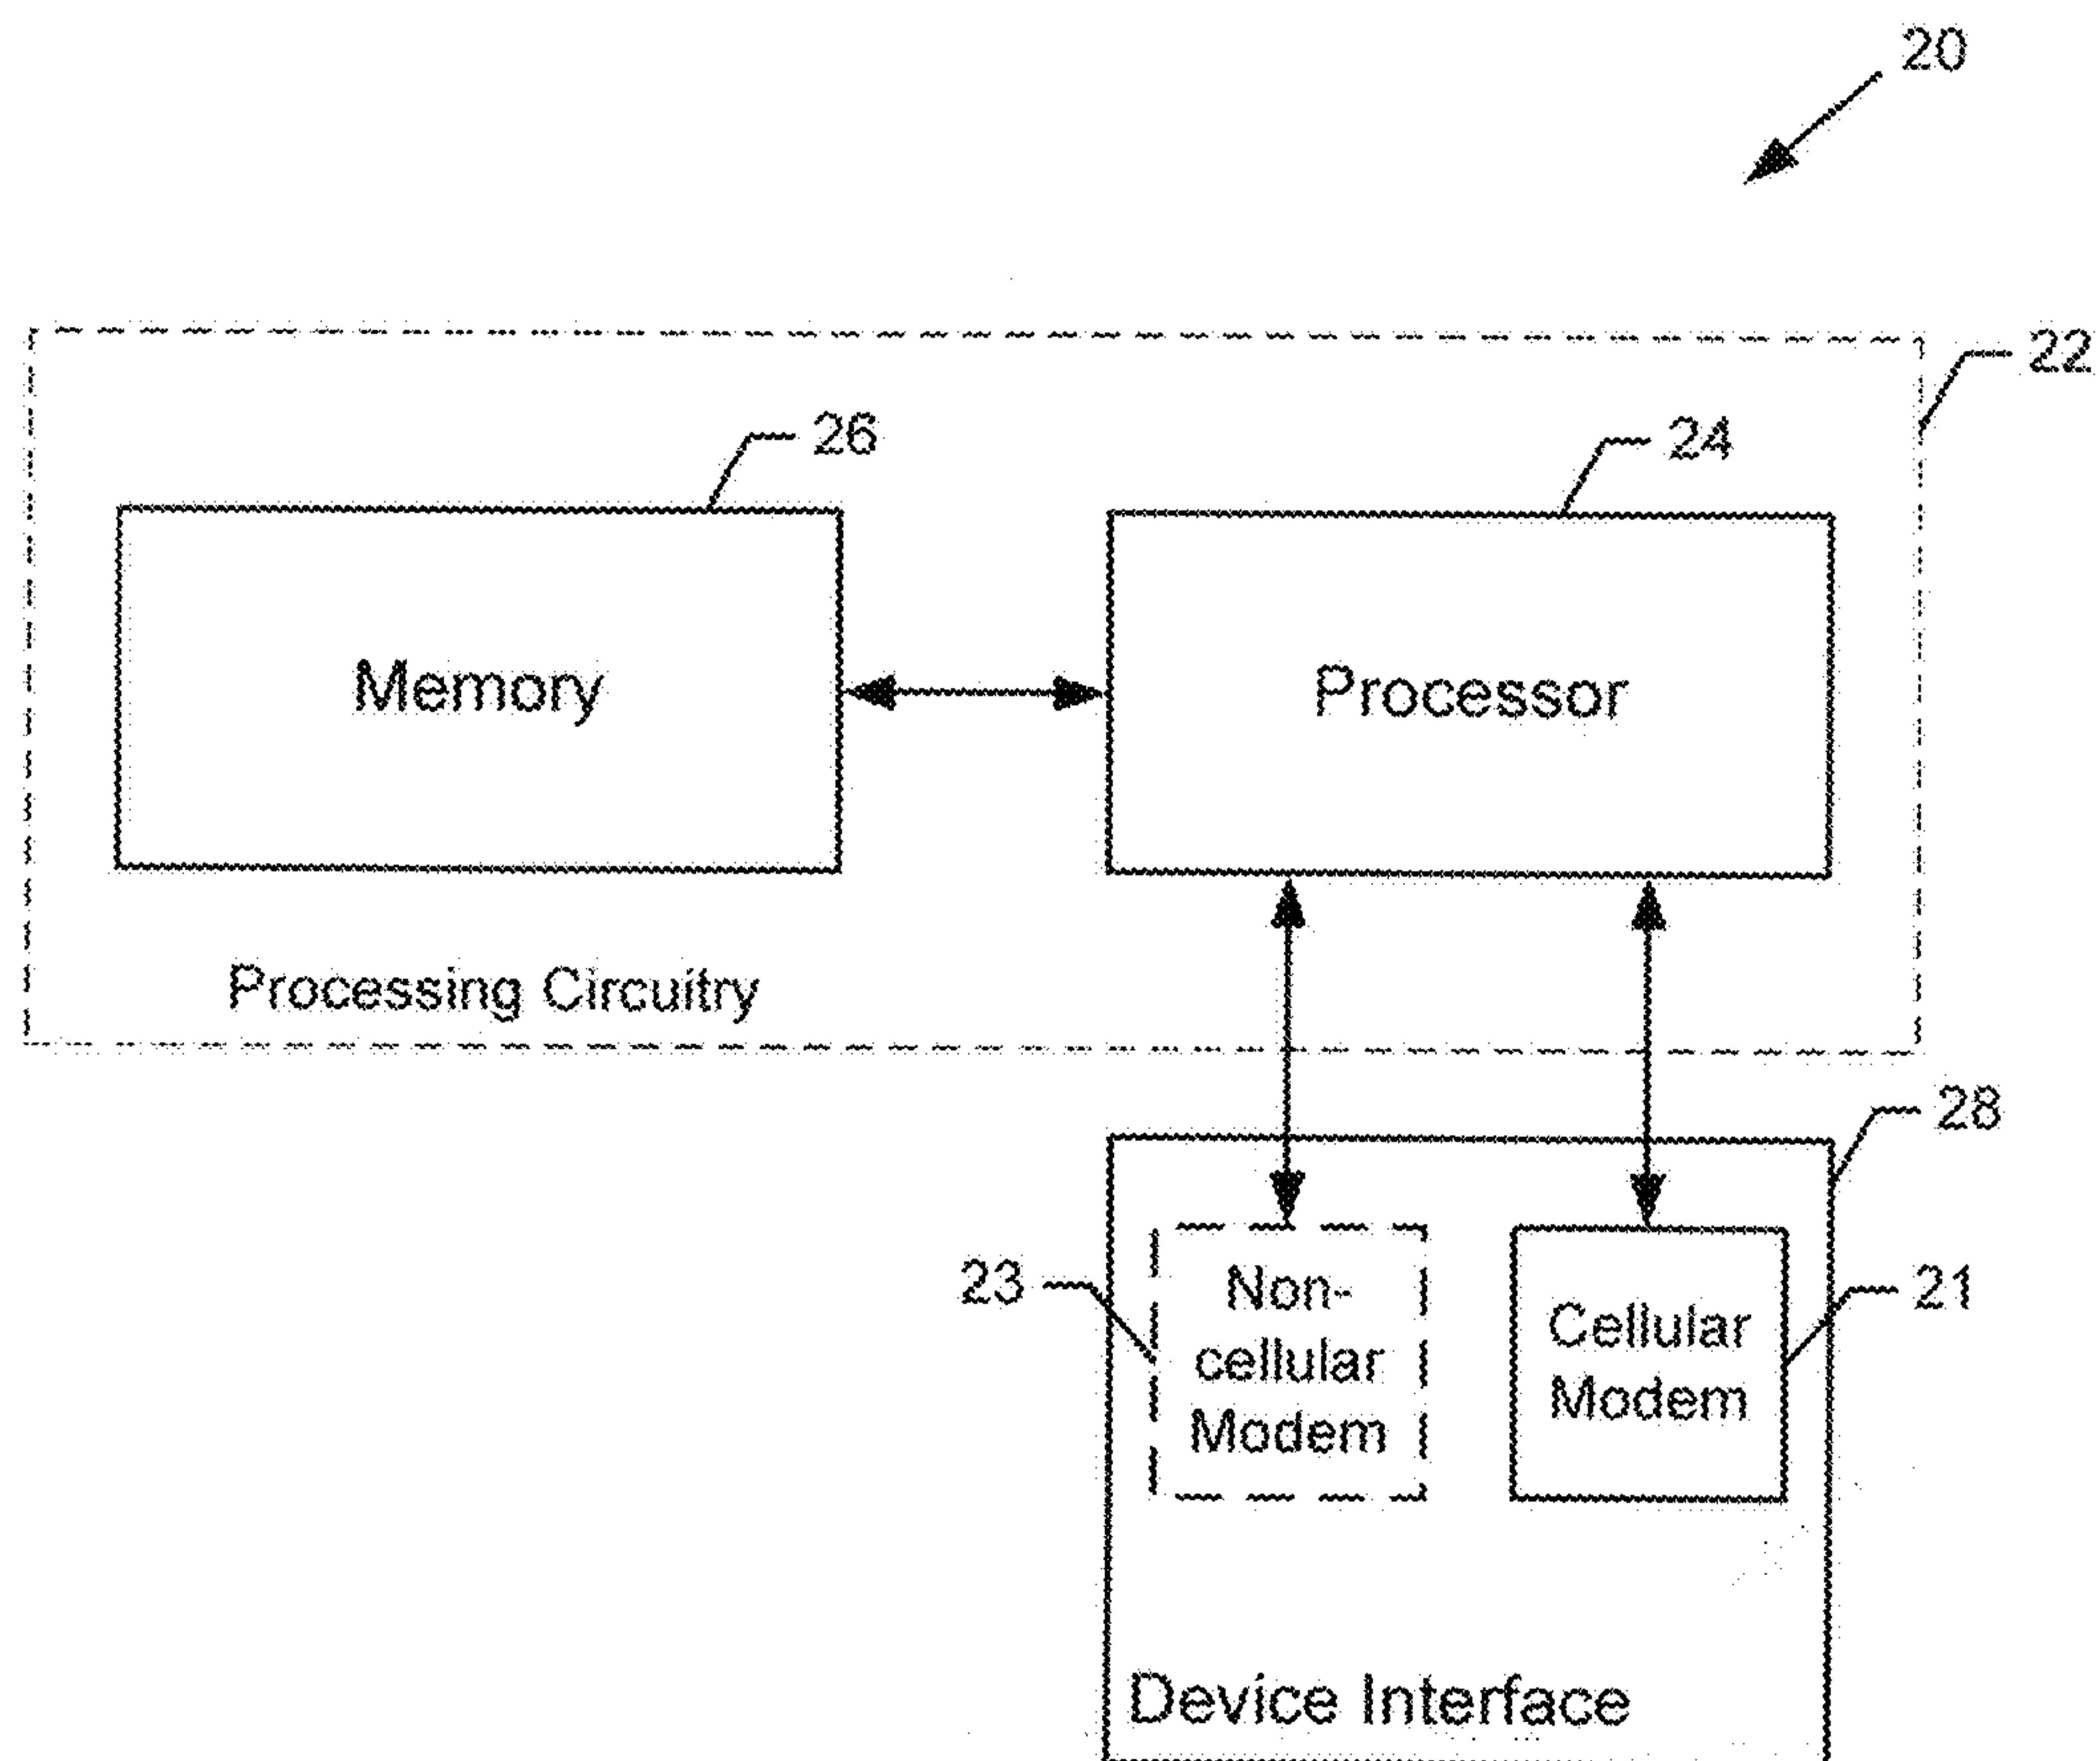 20
22
26
24
Memory
Processor
Processing Circuitry
28
23
Non-
cellular
Modem
Cellular
Modem
21
Device Interface